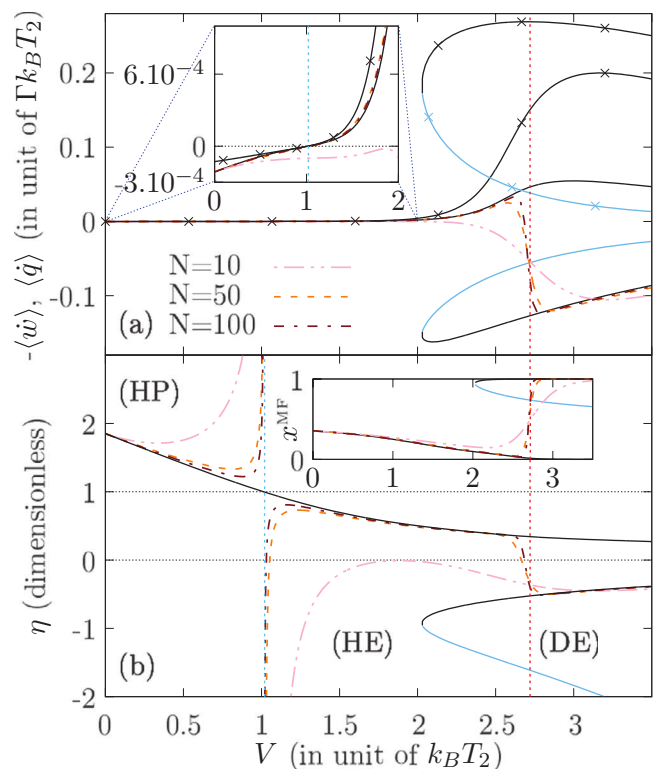 -⟨ẇ⟩, ⟨q̇⟩ (in unit of Γk_BT_2)
0.2
0.1
0
-0.1
6.10^{-4}
0
-3.10^{-4}
0 1 2
N=10
N=50
N=100
(a)
η (dimensionless)
2
1
0
-1
-2
(HP)
x^{MF}
1
0
0 1 2 3
(HE)
(DE)
(b)
0 0.5 1 1.5 2 2.5 3
V (in unit of k_BT_2)